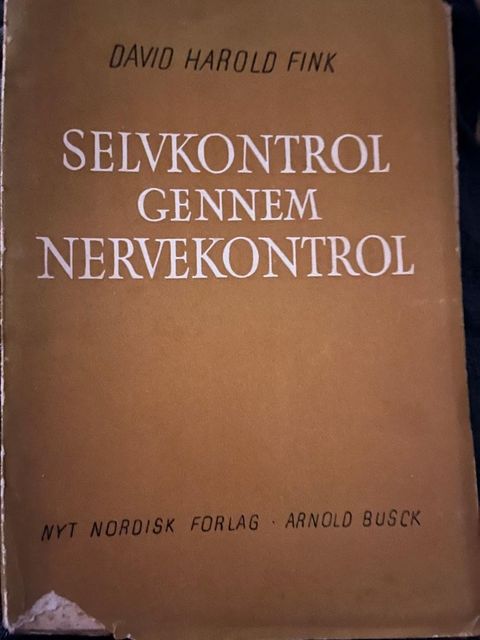 DAVID HAROLD FINK
SELVKONTROL
GENNEM
NERVEKONTROL
NYT NORDISK FORLAG · ARNOLD BUSCK